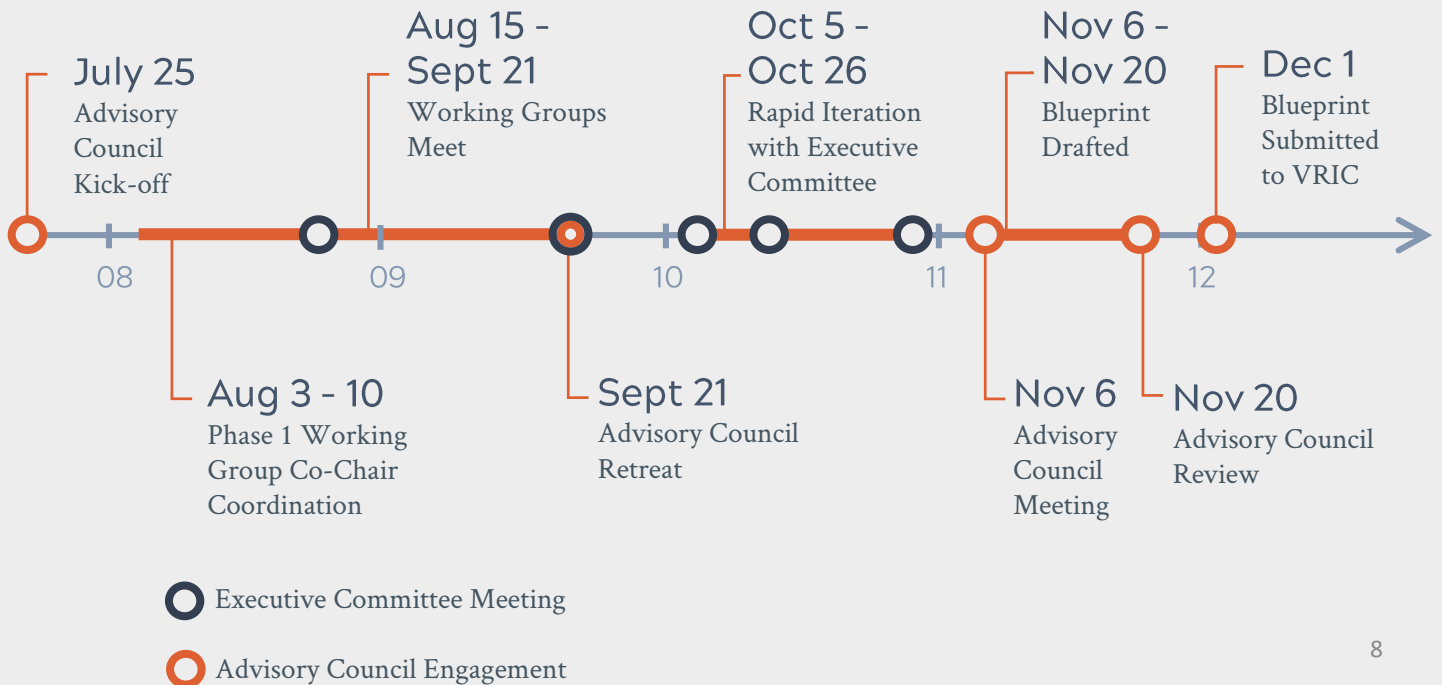 July 25
Advisory
Council
Kick-off
Aug 15 -
Sept 21
Working Groups
Meet
Oct 5 -
Oct 26
Rapid Iteration
with Executive
Committee
Nov 6 -
Nov 20
Blueprint
Drafted
Dec 1
Blueprint
Submitted
to VRIC
08
09
10
11
12
Aug 3 - 10
Phase 1 Working
Group Co-Chair
Coordination
Sept 21
Advisory Council
Retreat
Nov 6
Advisory
Council
Meeting
Nov 20
Advisory Council
Review
Executive Committee Meeting
Advisory Council Engagement
8